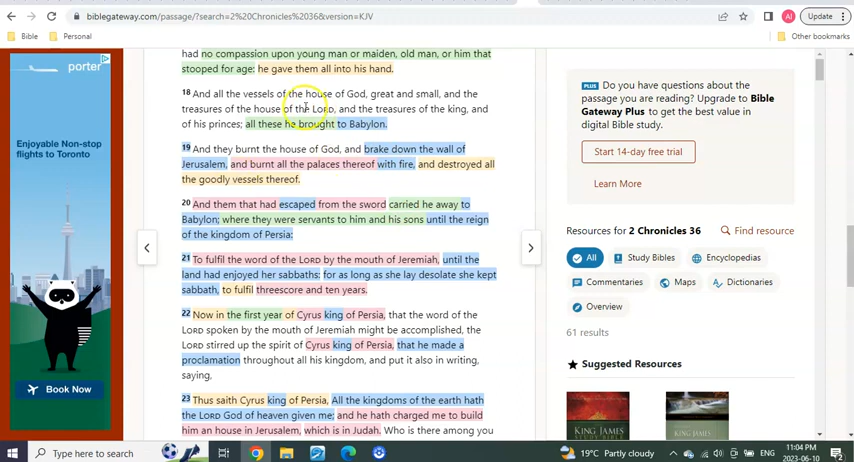 biblegateway.com/passage/?search=2%20Chronicles%2036&version=KJV
AI
Update
Bible
Personal
Other bookmarks
porter
Enjoyable Non-stop
flights to Toronto
Book Now
had no compassion upon young man or maiden, old man, or him that
stooped for age: he gave them all into his hand.
18 And all the vessels of the house of God, great and small, and the
treasures of the house of the LORD, and the treasures of the king, and
of his princes; all these he brought to Babylon.
19 And they burnt the house of God, and brake down the wall of
Jerusalem, and burnt all the palaces thereof with fire, and destroyed all
the goodly vessels thereof.
20 And them that had escaped from the sword carried he away to
Babylon; where they were servants to him and his sons until the reign
of the kingdom of Persia:
21 To fulfil the word of the LORD by the mouth of Jeremiah, until the
land had enjoyed her sabbaths: for as long as she lay desolate she kept
sabbath, to fulfil threescore and ten years.
22 Now in the first year of Cyrus king of Persia, that the word of the
LORD spoken by the mouth of Jeremiah might be accomplished, the
LORD stirred up the spirit of Cyrus king of Persia, that he made a
proclamation throughout all his kingdom, and put it also in writing,
saying,
23 Thus saith Cyrus king of Persia, All the kingdoms of the earth hath
the LORD God of heaven given me; and he hath charged me to build
him an house in Jerusalem, which is in Judah. Who is there among you
PLUS Do you have questions about the
passage you are reading? Upgrade to Bible
Gateway Plus to get the best value in
digital Bible study.
Start 14-day free trial
Learn More
Resources for 2 Chronicles 36
Find resource
All
Study Bibles
Encyclopedias
Commentaries
Maps
Dictionaries
Overview
61 results
Suggested Resources
KING JAMES
KING JAMES
Type here to search
19°C Partly cloudy
ENG
11:04 PM
2023-06-10